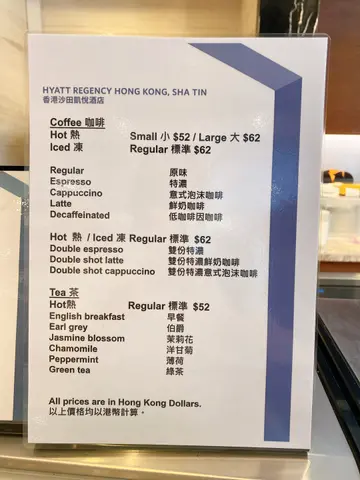 HYATT REGENCY HONG KONG, SHA TIN
香港沙田凱悅酒店
Coffee 咖啡
Hot 熱 Small 小 $52 / Large 大 $62
Iced 凍 Regular 標準 $62
Regular 原味
Espresso 特濃
Cappuccino 意式泡沫咖啡
Latte 鮮奶咖啡
Decaffeinated 低咖啡因咖啡
Hot 熱 / Iced 凍 Regular 標準 $62
Double espresso 雙份特濃
Double shot latte 雙份特濃鮮奶咖啡
Double shot cappuccino 雙份特濃意式泡沫咖啡
Tea 茶
Hot熱 Regular 標準 $52
English breakfast 早餐
Earl grey 伯爵
Jasmine blossom 茉莉花
Chamomile 洋甘菊
Peppermint 薄荷
Green tea 綠茶
All prices are in Hong Kong Dollars.
以上價格均以港幣計算。